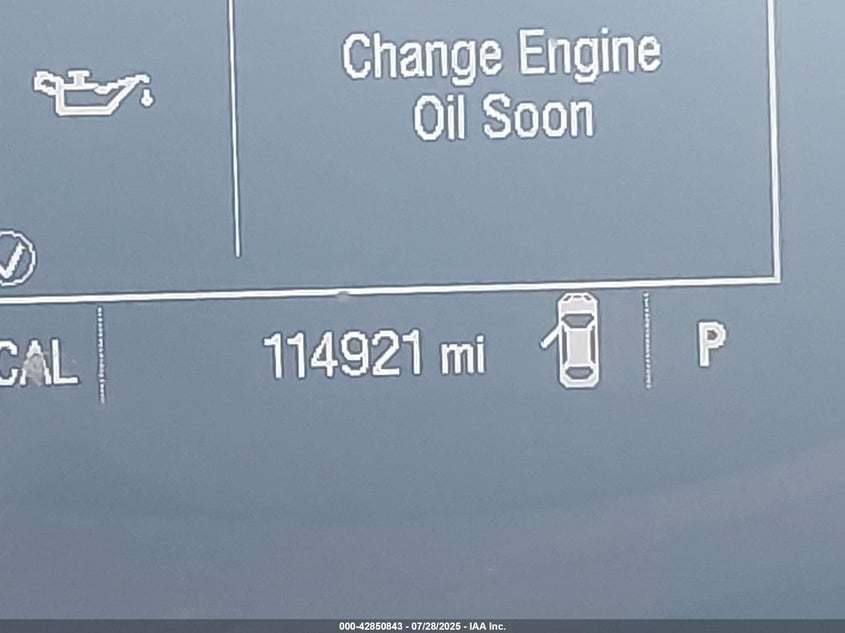 Change Engine
Oil Soon
CAL
114921 mi
P
000-42850843 - 07/28/2025 - IAA Inc.